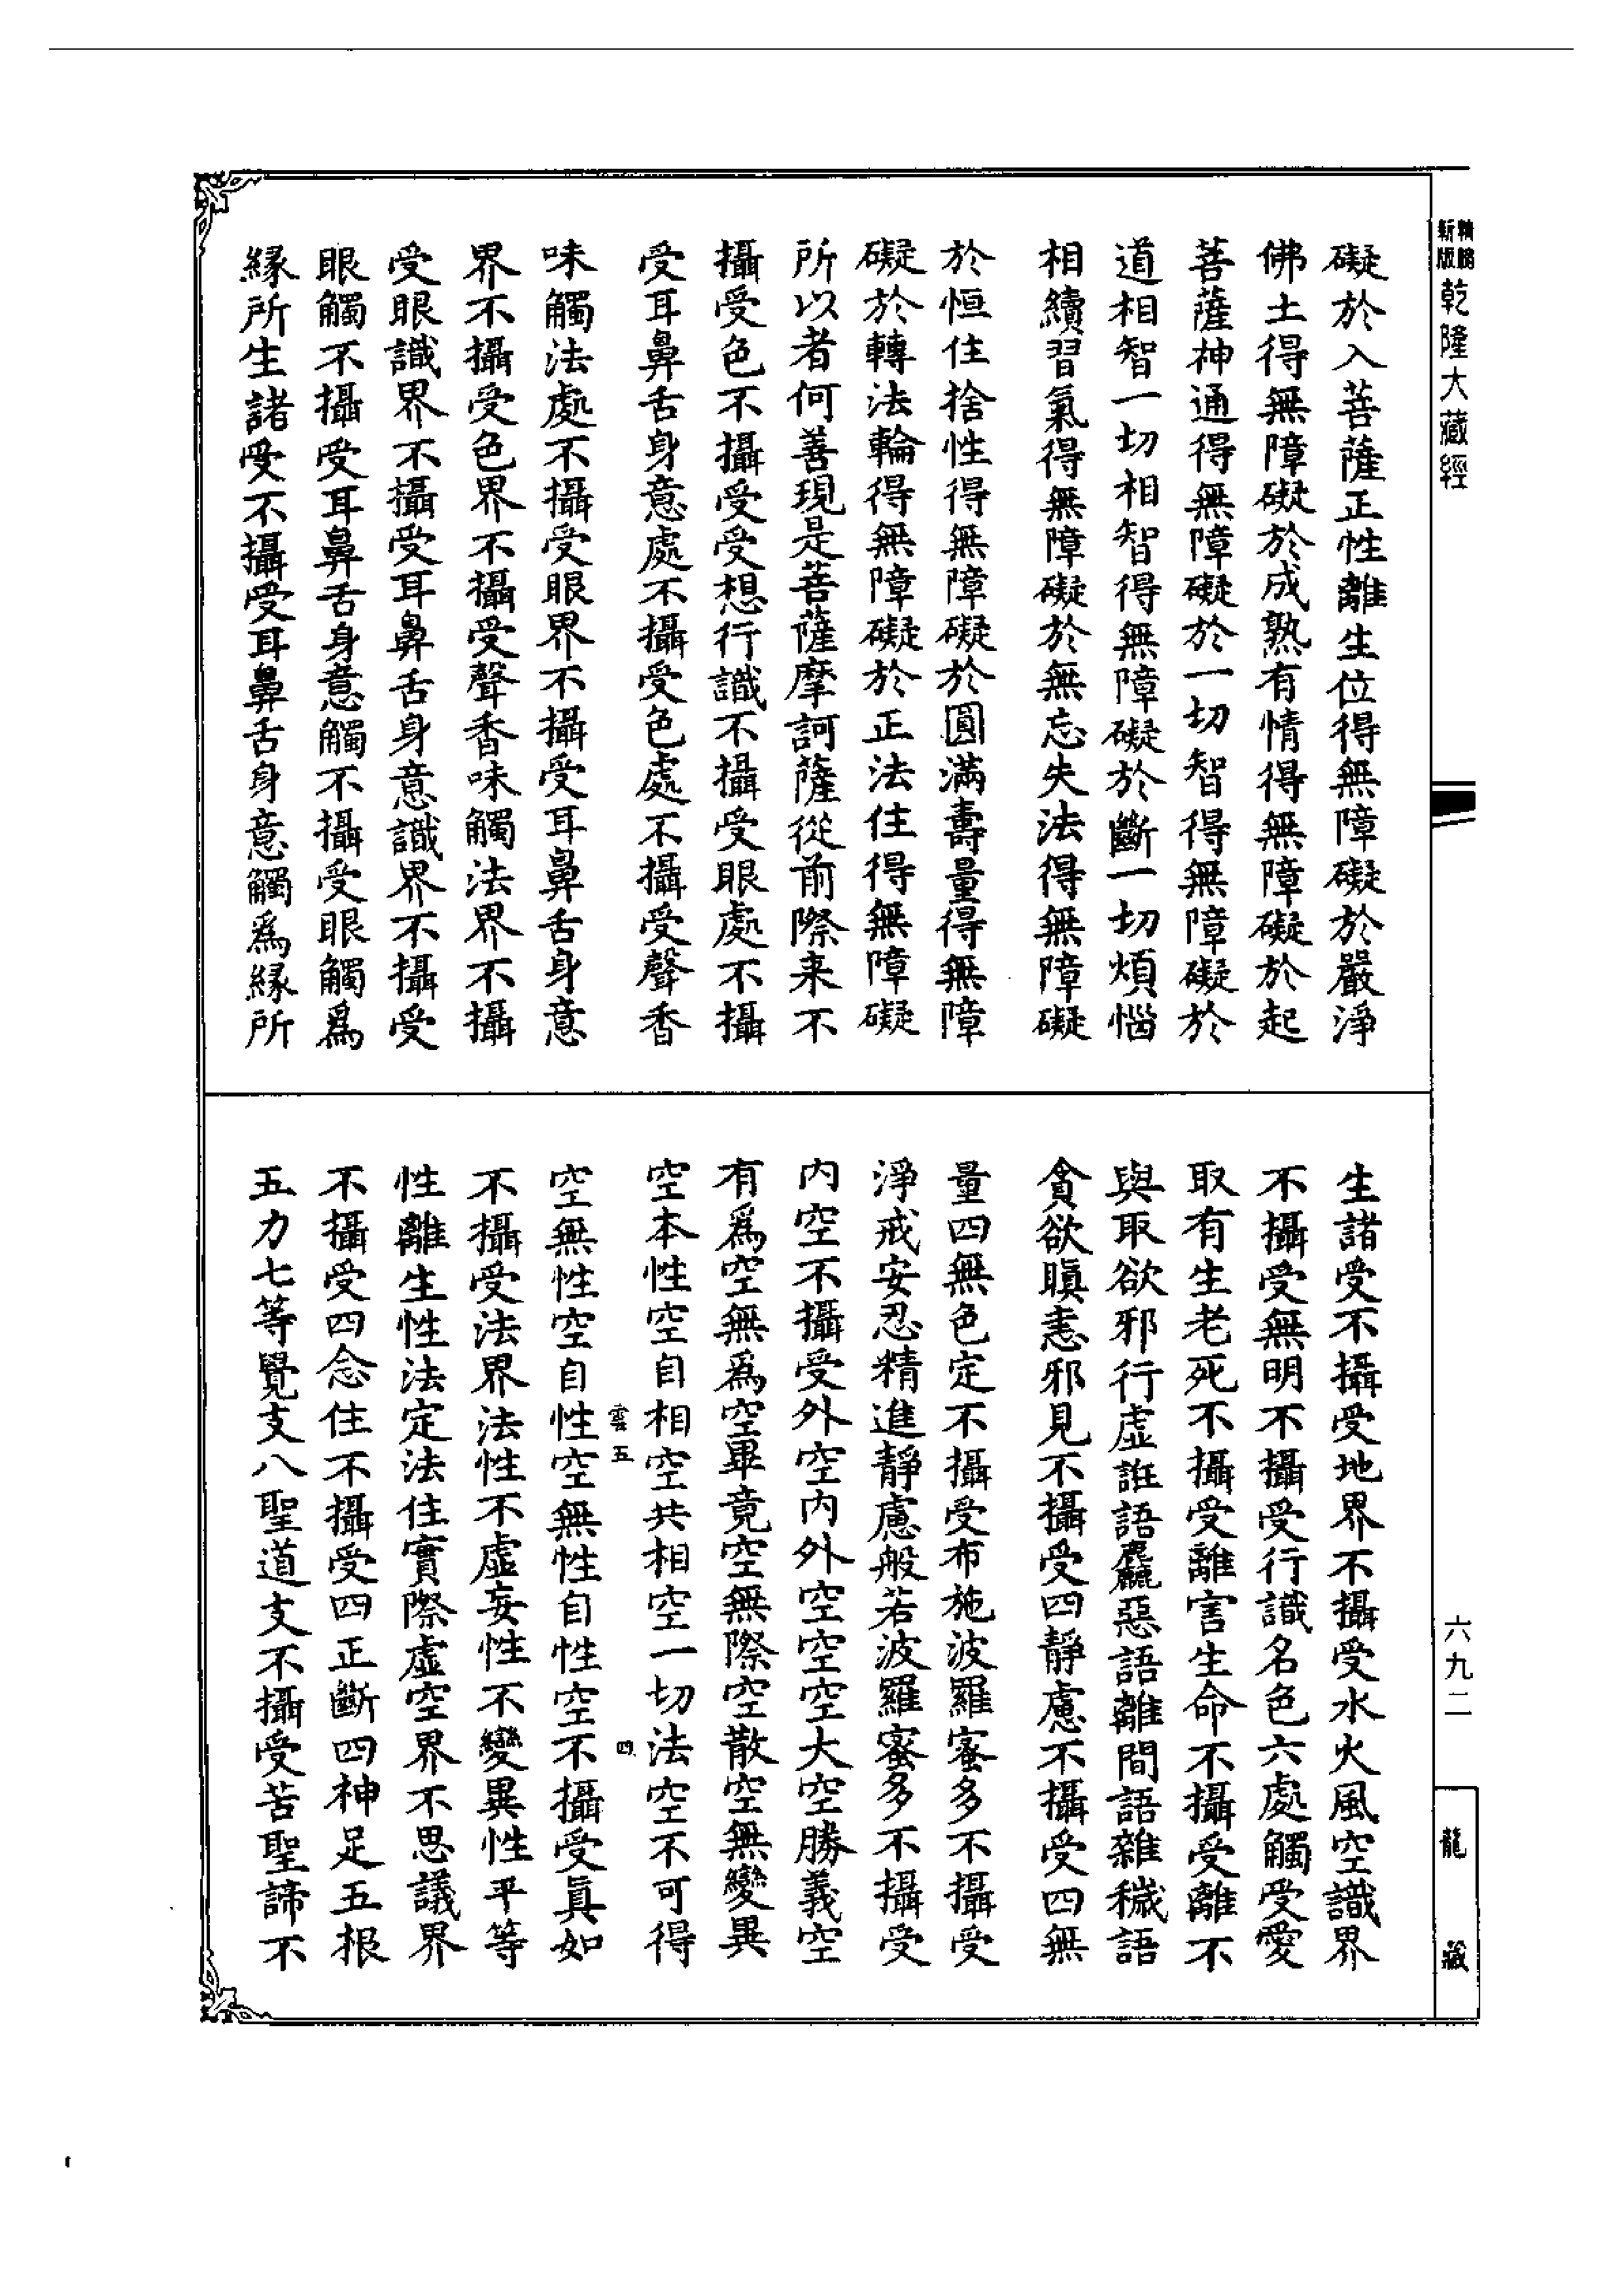 新版
乾隆大藏經
礙於入菩薩正性離生位得無障礙於嚴淨
佛土得無障礙於成熟有情得無障礙於起
菩薩神通得無障礙於一切智得無障礙於
道相智一切相智得無障礙於斷一切煩惱
相續習氣得無障礙於無忘失法得無障礙
於恒住捨性得無障礙於圓滿壽量得無障
礙於轉法輪得無障礙於正法住得無障礙
所以者何善現是菩薩摩訶薩從前際来不
攝受色不攝受受想行識不攝受眼處不攝
受耳鼻舌身意處不攝受色處不攝受聲香
味觸法處不攝受眼界不攝受耳鼻舌身意
界不攝受色界不攝受聲香味觸法界不攝
受眼識界不攝受耳鼻舌身意識界不攝受
眼觸不攝受耳鼻舌身意觸不攝受眼觸爲
緣所生諸受不攝受耳鼻舌身意觸爲緣所
生諸受不攝受地界不攝受水火風空識界
不攝受無明不攝受行識名色六處觸受愛
取有生老死不攝受離害生命不攝受離不
與取欲邪行虛誑語麤惡語離間語雜穢語
貪欲瞋恚邪見不攝受四靜慮不攝受四無
量四無色定不攝受布施波羅蜜多不攝受
淨戒安忍精進靜慮般若波羅蜜多不攝受
内空不攝受外空内外空空空大空勝義空
有爲空無爲空畢竟空無際空散空無變異
空本性空自相空共相空一切法空不可得
雲五
四
空無性空自性空無性自性空不攝受真如
不攝受法界法性不虛妄性不變異性平等
性離生性法定法住實際虛空界不思議界
不攝受四念住不攝受四正斷四神足五根
五力七等覺支八聖道支不攝受苦聖諦不
六九二
龍藏